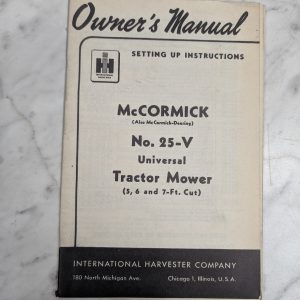 Owner's Manual
SETTING UP INSTRUCTIONS
IH
McCORMICK
(Also McCormick-Deering)
No. 25-V
Universal
Tractor Mower
(5, 6 and 7-Ft. Cut)
INTERNATIONAL HARVESTER COMPANY
180 North Michigan Ave. Chicago 1, Illinois, U.S.A.